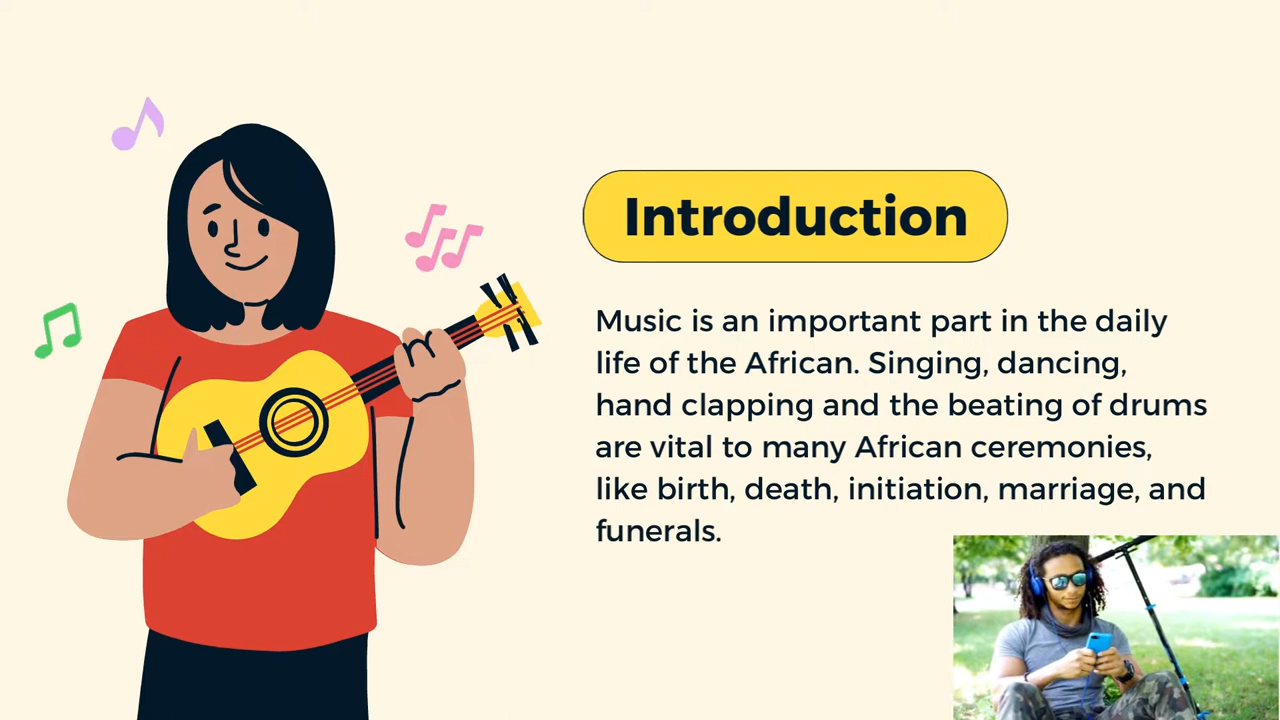 Introduction
Music is an important part in the daily
life of the African. Singing, dancing,
hand clapping and the beating of drums
are vital to many African ceremonies,
like birth, death, initiation, marriage, and
funerals.